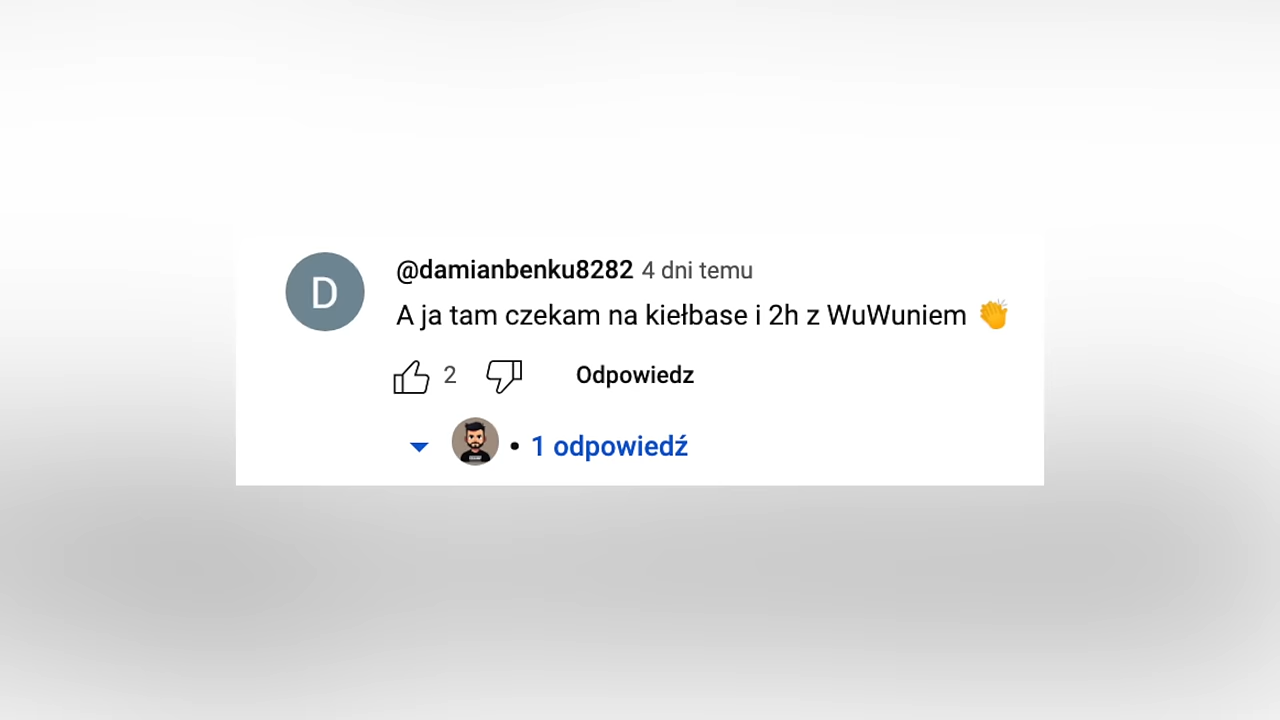 D
@damianbenku8282 4 dni temu
A ja tam czekam na kiełbase i 2h z WuWuniem 👏
2 Odpowiedz
• 1 odpowiedź